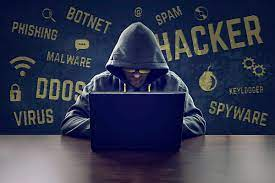 BOTNET
SPAM
PHISHING
HACKER
MALWARE
DDOS
KEYLOGGER
VIRUS
SPYWARE